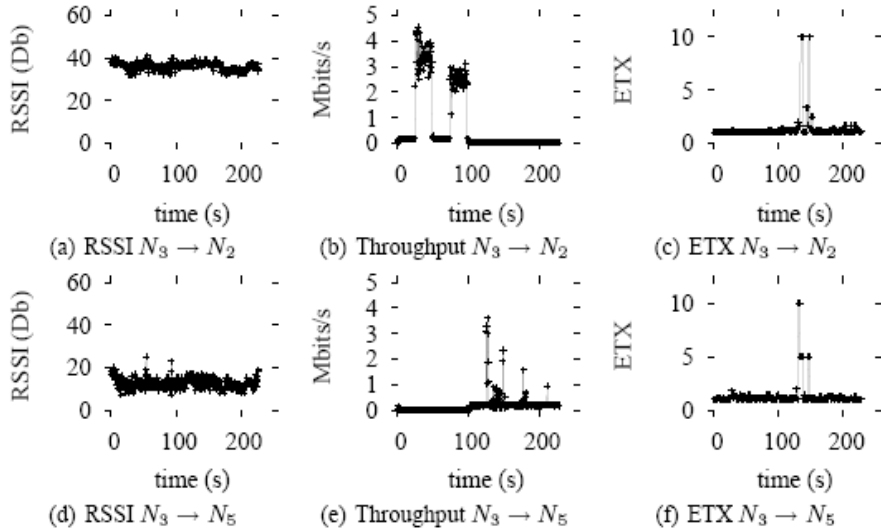 60
40
20
0
RSSI (Db)
0 100 200
time (s)
(a) RSSI N₃ → N₂
5
4
3
2
1
0
Mbits/s
0 100 200
time (s)
(b) Throughput N₃ → N₂
10
5
0
ETX
0 100 200
time (s)
(c) ETX N₃ → N₂
60
40
20
0
RSSI (Db)
0 100 200
time (s)
(d) RSSI N₃ → N₅
5
4
3
2
1
0
Mbits/s
0 100 200
time (s)
(e) Throughput N₃ → N₅
10
5
0
ETX
0 100 200
time (s)
(f) ETX N₃ → N₅